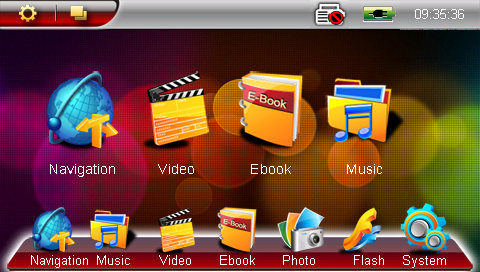 09:35:36
E-Book
Navigation Video Ebook Music
E-Book
Navigation Music Video Ebook Photo Flash System